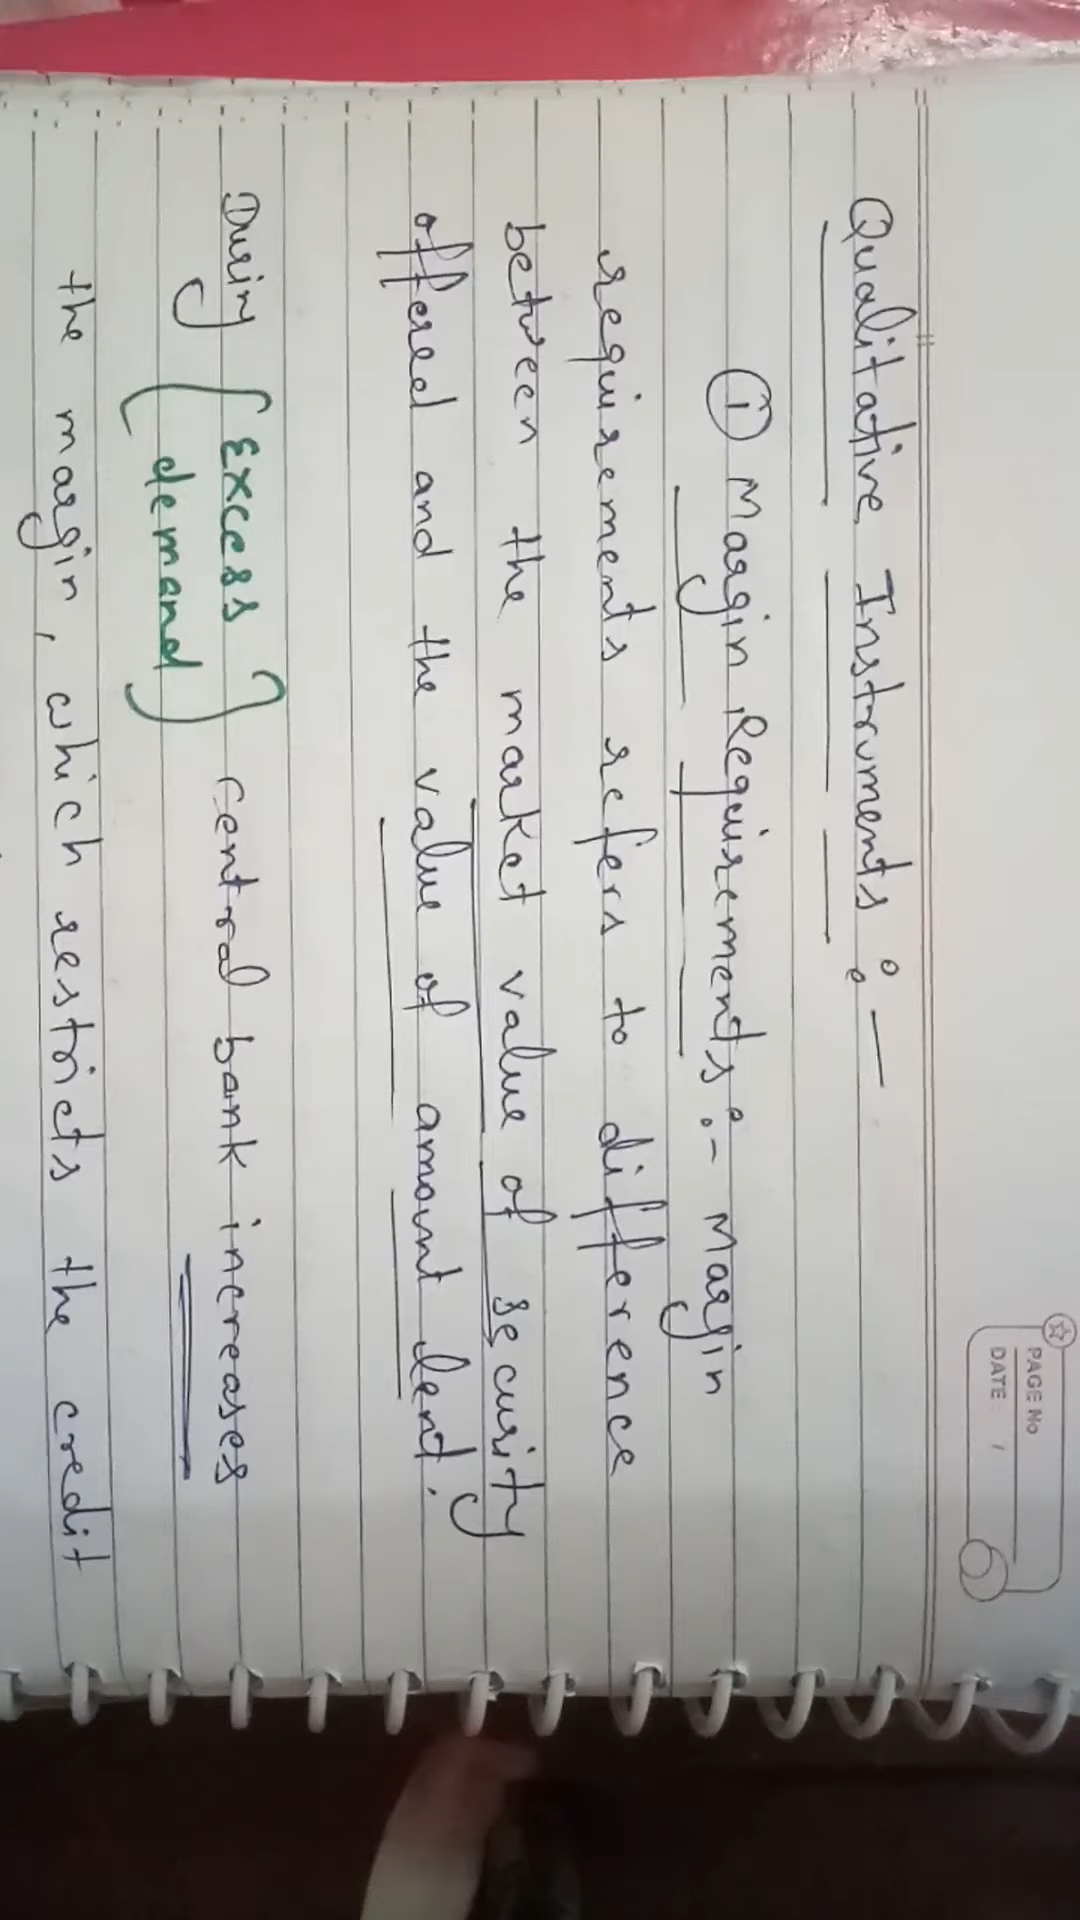 PAGE No
DATE /
Qualitative Instruments :-
① Margin Requirements :- Margin
requirements refers to difference
between the market value of security
offered and the value of amount lent.
During {Excess demand} central bank increases
the margin, which restricts the credit